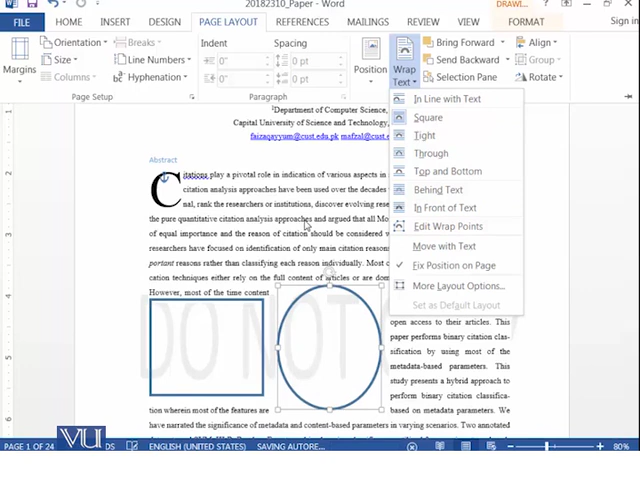 20182310_Paper - Word
DRAWI...
FILE HOME INSERT DESIGN PAGE LAYOUT REFERENCES MAILINGS REVIEW VIEW FORMAT Sign in
Margins
Orientation
Size
Columns
Breaks
Line Numbers
Hyphenation
Page Setup
Indent Spacing
0" 0 pt
0" 0 pt
Paragraph
Position
Wrap
Text
Bring Forward
Send Backward
Selection Pane
Align
Group
Rotate
In Line with Text
Square
Tight
Through
Top and Bottom
Behind Text
In Front of Text
Edit Wrap Points
Move with Text
Fix Position on Page
More Layout Options...
Set as Default Layout
Department of Computer Science,
Capital University of Science and Technology,
faizaqayyum@cust.edu.pk mafzal@cust.ed
Abstract
Citations play a pivotal role in indication of various aspects in
citation analysis approaches have been used over the decades
nal, rank the researchers or institutions, discover evolving rese
the pure quantitative citation analysis approaches and argued that all
of equal importance and the reason of citation should be considered
researchers have focused on identification of only main citation reason
portant reasons rather than classifying each reason individually. Most
cation techniques either rely on the full content of articles or are dom
However, most of the time content
open access to their articles. This
paper performs binary citation clas-
sification by using most of the
metadata-based parameters. This
study presents a hybrid approach to
perform binary citation classifica-
tion wherein most of the features are based on metadata parameters. We
have harnessed the significance of metadata and content-based parameters in varying scenarios. Two annotated
DO NOT
PAGE 1 OF 24
VU
ENGLISH (UNITED STATES)
SAVING AUTORE...
80%